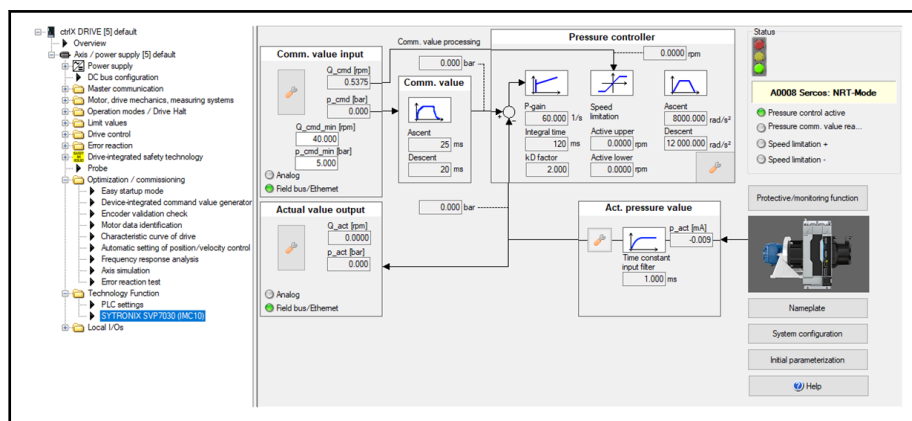 ctrlX DRIVE [5] default
Overview
Axis / power supply [5] default
Power supply
DC bus configuration
Master communication
Motor, drive mechanics, measuring systems
Operation modes / Drive Halt
Limit values
Drive control
Error reaction
Drive-integrated safety technology
Probe
Optimization / commissioning
Easy startup mode
Device-integrated command value generator
Encoder validation check
Motor data identification
Characteristic curve of drive
Automatic setting of position/velocity control
Frequency response analysis
Axis simulation
Error reaction test
Technology Function
PLC settings
SYTRONIX SVP7030 (IMC10)
Local I/Os
Comm. value input
Q_cmd [rpm]
0.5375
p_cmd [bar]
0.000
Q_cmd_min [rpm]
40.000
p_cmd_min [bar]
5.000
Analog
Field bus/Ethernet
Comm. value processing
0.000 bar
Comm. value
Ascent
25 ms
Descent
20 ms
Pressure controller
0.0000 rpm
+
-
P-gain
60.000 1/s
Integral time
120 ms
kD factor
2.000
Speed
limitation
Active upper
0.0000 rpm
Active lower
0.0000 rpm
Ascent
8000.000 rad/s²
Descent
12 000.000 rad/s²
Actual value output
Q_act [rpm]
0.0000
p_act [bar]
0.000
Analog
Field bus/Ethernet
0.000 bar
Act. pressure value
p_act [mA]
-0.009
Time constant
input filter
1.000 ms
Status
A0008 Sercos: NRT-Mode
Pressure control active
Pressure comm. value rea...
Speed limitation +
Speed limitation -
Protective/monitoring function
Nameplate
System configuration
Initial parameterization
Help